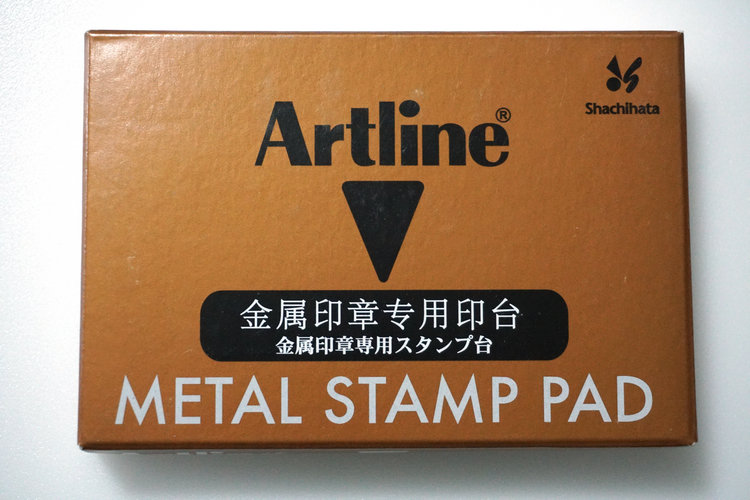 Artline®
Shachihata
金属印章专用印台
金属印章専用スタンプ台
METAL STAMP PAD